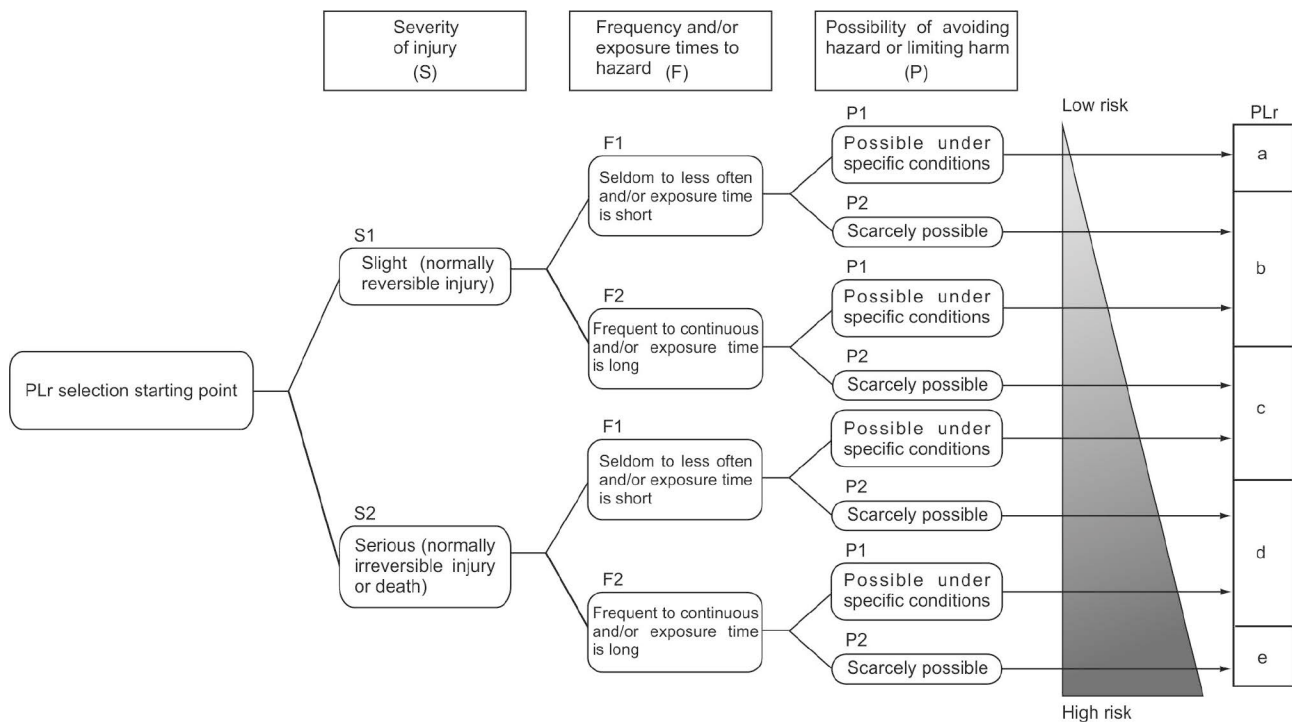 Severity
of injury
(S)
Frequency and/or
exposure times to
hazard (F)
Possibility of avoiding
hazard or limiting harm
(P)
Low risk
PLr
P1
Possible under
specific conditions
a
F1
Seldom to less often
and/or exposure time
is short
P2
Scarcely possible
S1
Slight (normally
reversible injury)
b
P1
Possible under
specific conditions
F2
Frequent to continuous
and/or exposure time
is long
P2
Scarcely possible
PLr selection starting point
c
Possible under
specific conditions
F1
Seldom to less often
and/or exposure time
is short
P2
Scarcely possible
S2
Serious (normally
irreversible injury
or death)
d
P1
Possible under
specific conditions
F2
Frequent to continuous
and/or exposure time
is long
P2
Scarcely possible
e
High risk